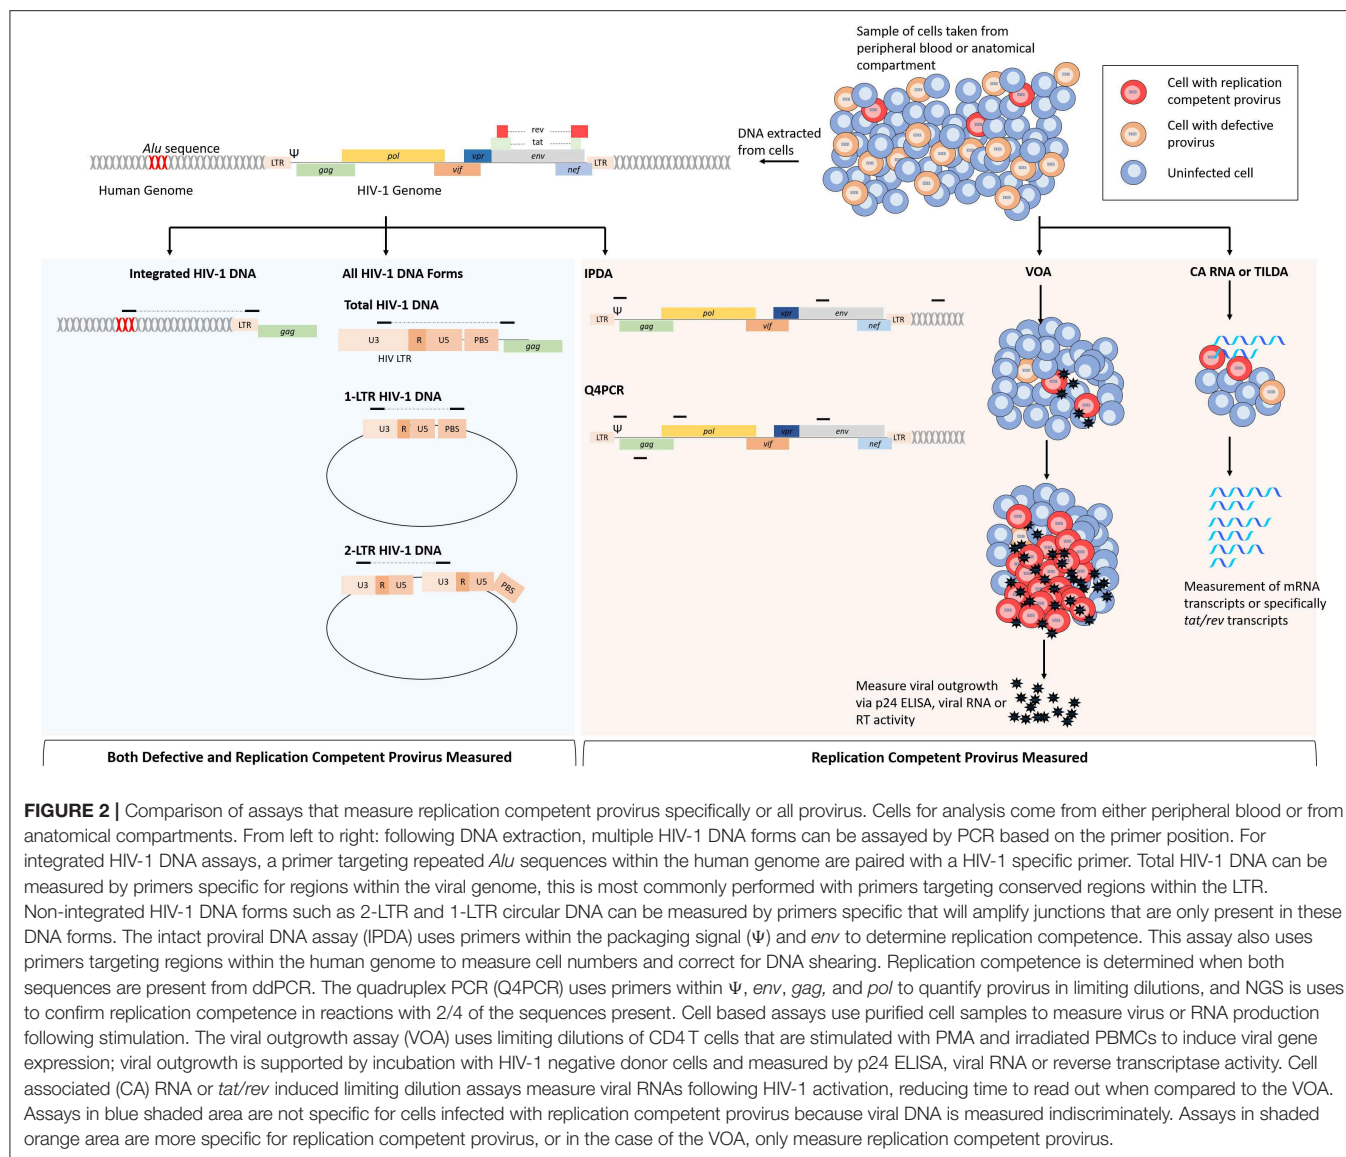 Sample of cells taken from
peripheral blood or anatomical
compartment
Cell with replication
competent provirus
Cell with defective
provirus
Uninfected cell
DNA extracted
from cells
rev
tat
Alu sequence
Ψ
pol
vpr
env
LTR
LTR
gag
vif
nef
Human Genome
HIV-1 Genome
Integrated HIV-1 DNA
LTR
gag
All HIV-1 DNA Forms
Total HIV-1 DNA
U3
R
U5
PBS
gag
HIV LTR
1-LTR HIV-1 DNA
U3
R
U5
PBS
2-LTR HIV-1 DNA
U3
R
U5
U3
R
U5
PBS
IPDA
Ψ
pol
vpr
env
LTR
LTR
gag
vif
nef
Q4PCR
Ψ
pol
vpr
env
LTR
LTR
gag
vif
nef
VOA
Measure viral outgrowth
via p24 ELISA, viral RNA or
RT activity
CA RNA or TILDA
Measurement of mRNA
transcripts or specifically
tat/rev transcripts
Both Defective and Replication Competent Provirus Measured
Replication Competent Provirus Measured
FIGURE 2 | Comparison of assays that measure replication competent provirus specifically or all provirus. Cells for analysis come from either peripheral blood or from
anatomical compartments. From left to right: following DNA extraction, multiple HIV-1 DNA forms can be assayed by PCR based on the primer position. For
integrated HIV-1 DNA assays, a primer targeting repeated Alu sequences within the human genome are paired with a HIV-1 specific primer. Total HIV-1 DNA can be
measured by primers specific for regions within the viral genome, this is most commonly performed with primers targeting conserved regions within the LTR.
Non-integrated HIV-1 DNA forms such as 2-LTR and 1-LTR circular DNA can be measured by primers specific that will amplify junctions that are only present in these
DNA forms. The intact proviral DNA assay (IPDA) uses primers within the packaging signal (Ψ) and env to determine replication competence. This assay also uses
primers targeting regions within the human genome to measure cell numbers and correct for DNA shearing. Replication competence is determined when both
sequences are present from ddPCR. The quadruplex PCR (Q4PCR) uses primers within Ψ, env, gag, and pol to quantify provirus in limiting dilutions, and NGS is uses
to confirm replication competence in reactions with 2/4 of the sequences present. Cell based assays use purified cell samples to measure virus or RNA production
following stimulation. The viral outgrowth assay (VOA) uses limiting dilutions of CD4 T cells that are stimulated with PMA and irradiated PBMCs to induce viral gene
expression; viral outgrowth is supported by incubation with HIV-1 negative donor cells and measured by p24 ELISA, viral RNA or reverse transcriptase activity. Cell
associated (CA) RNA or tat/rev induced limiting dilution assays measure viral RNAs following HIV-1 activation, reducing time to read out when compared to the VOA.
Assays in blue shaded area are not specific for cells infected with replication competent provirus because viral DNA is measured indiscriminately. Assays in shaded
orange area are more specific for replication competent provirus, or in the case of the VOA, only measure replication competent provirus.